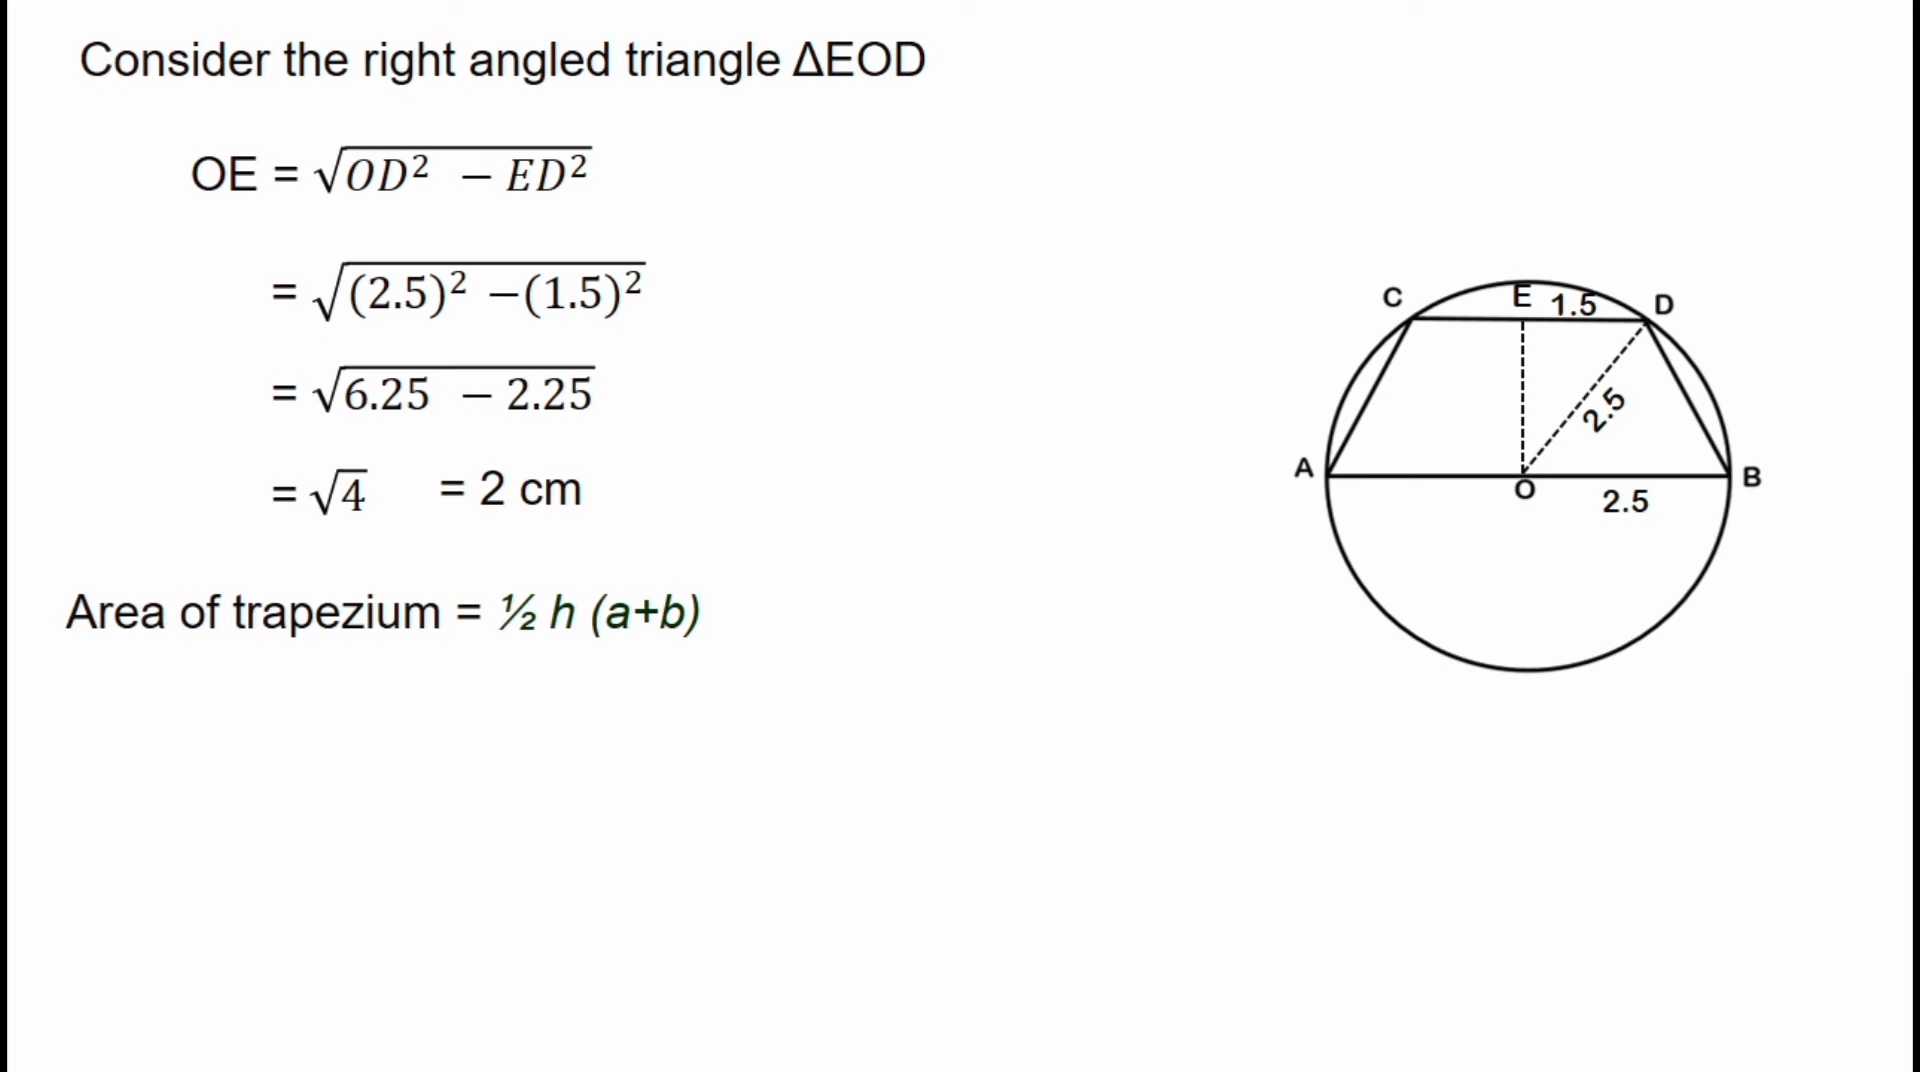 Consider the right angled triangle ΔEOD
OE = √OD² − ED²
= √(2.5)² −(1.5)²
= √6.25 − 2.25
= √4 = 2 cm
Area of trapezium = ½ h (a+b)
C E 1.5 D
2.5
A O B
2.5